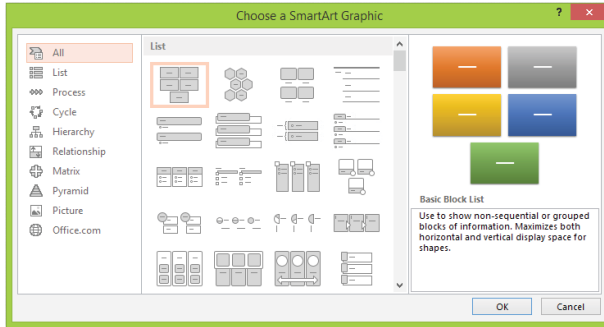 Choose a SmartArt Graphic
?
All
List
Process
Cycle
Hierarchy
Relationship
Matrix
Pyramid
Picture
Office.com
List
Basic Block List
Use to show non-sequential or grouped
blocks of information. Maximizes both
horizontal and vertical display space for
shapes.
OK
Cancel